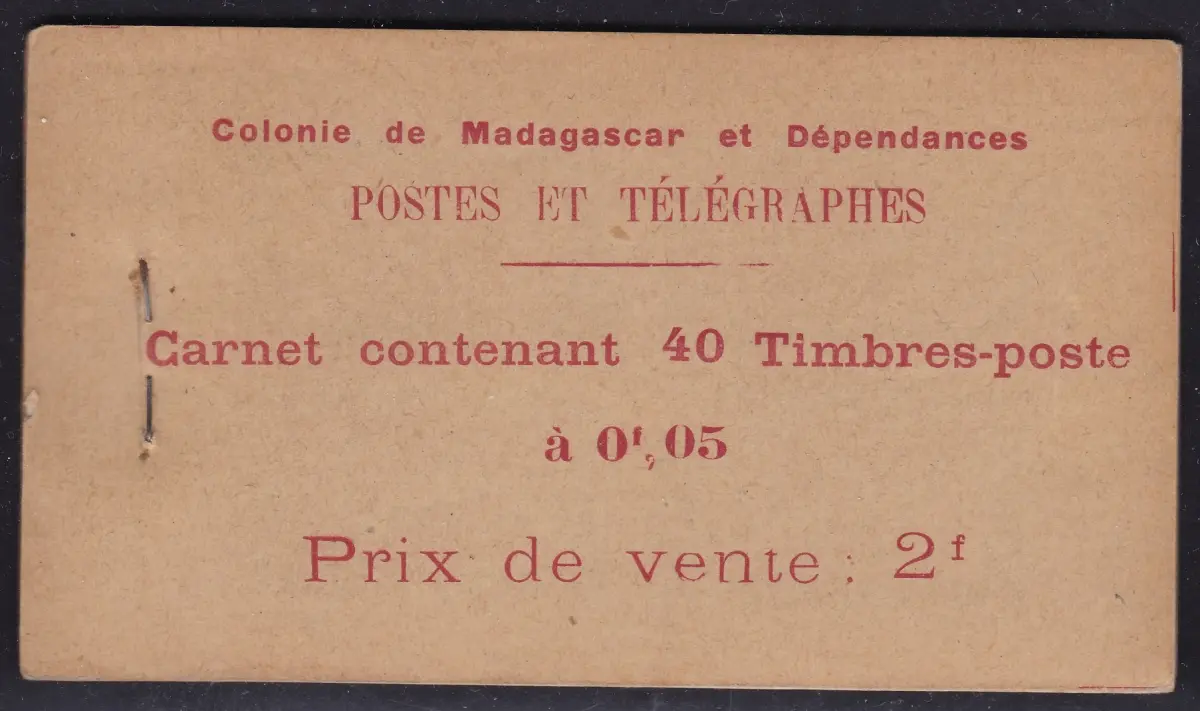 Colonie de Madagascar et Dépendances
POSTES ET TÉLÉGRAPHES
Carnet contenant 40 Timbres-poste
à 0ᶠ,05
Prix de vente : 2ᶠ